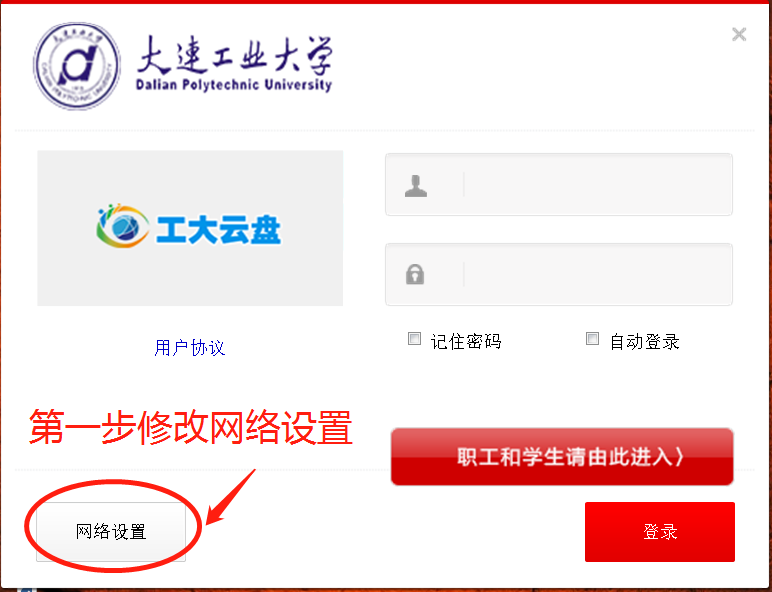 大连工业大学
Dalian Polytechnic University
工大云盘
用户协议
记住密码
自动登录
第一步修改网络设置
职工和学生请由此进入〉
网络设置
登录